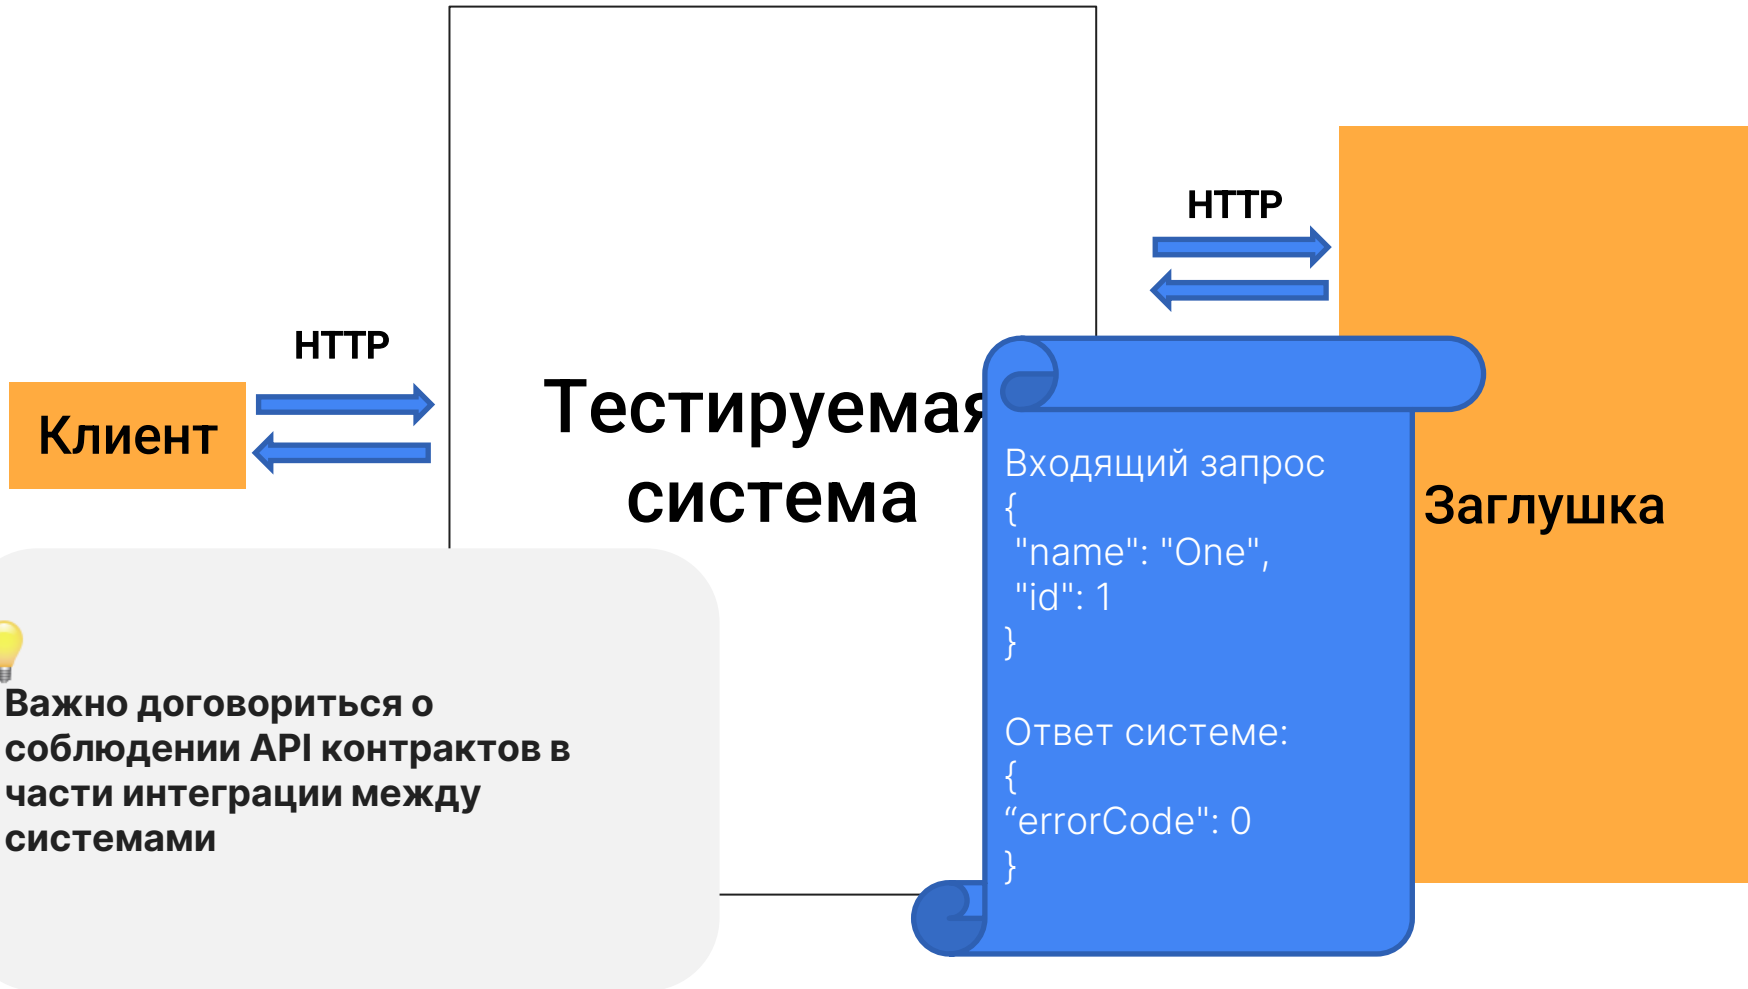 HTTP
HTTP
Клиент
Тестируемая
система
Заглушка
Входящий запрос
{
"name": "One",
"id": 1
}
Ответ системе:
{
“errorCode": 0
}
Важно договориться о
соблюдении API контрактов в
части интеграции между
системами